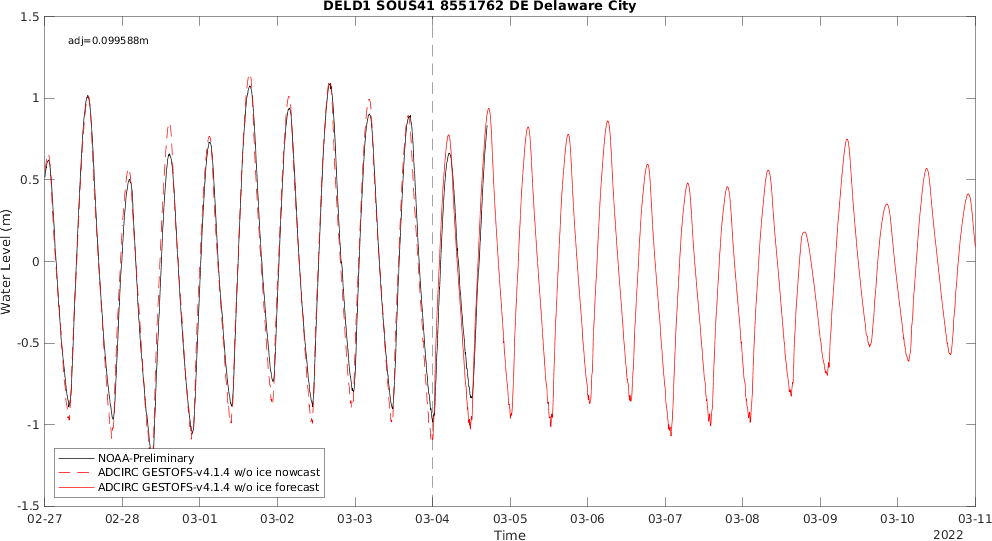 DELD1 SOUS41 8551762 DE Delaware City
adj=0.099588m
1.5
1
0.5
0
-0.5
-1
-1.5
Water Level (m)
NOAA-Preliminary
ADCIRC GESTOFS-v4.1.4 w/o ice nowcast
ADCIRC GESTOFS-v4.1.4 w/o ice forecast
02-27 02-28 03-01 03-02 03-03 03-04 03-05 03-06 03-07 03-08 03-09 03-10 03-11
Time
2022